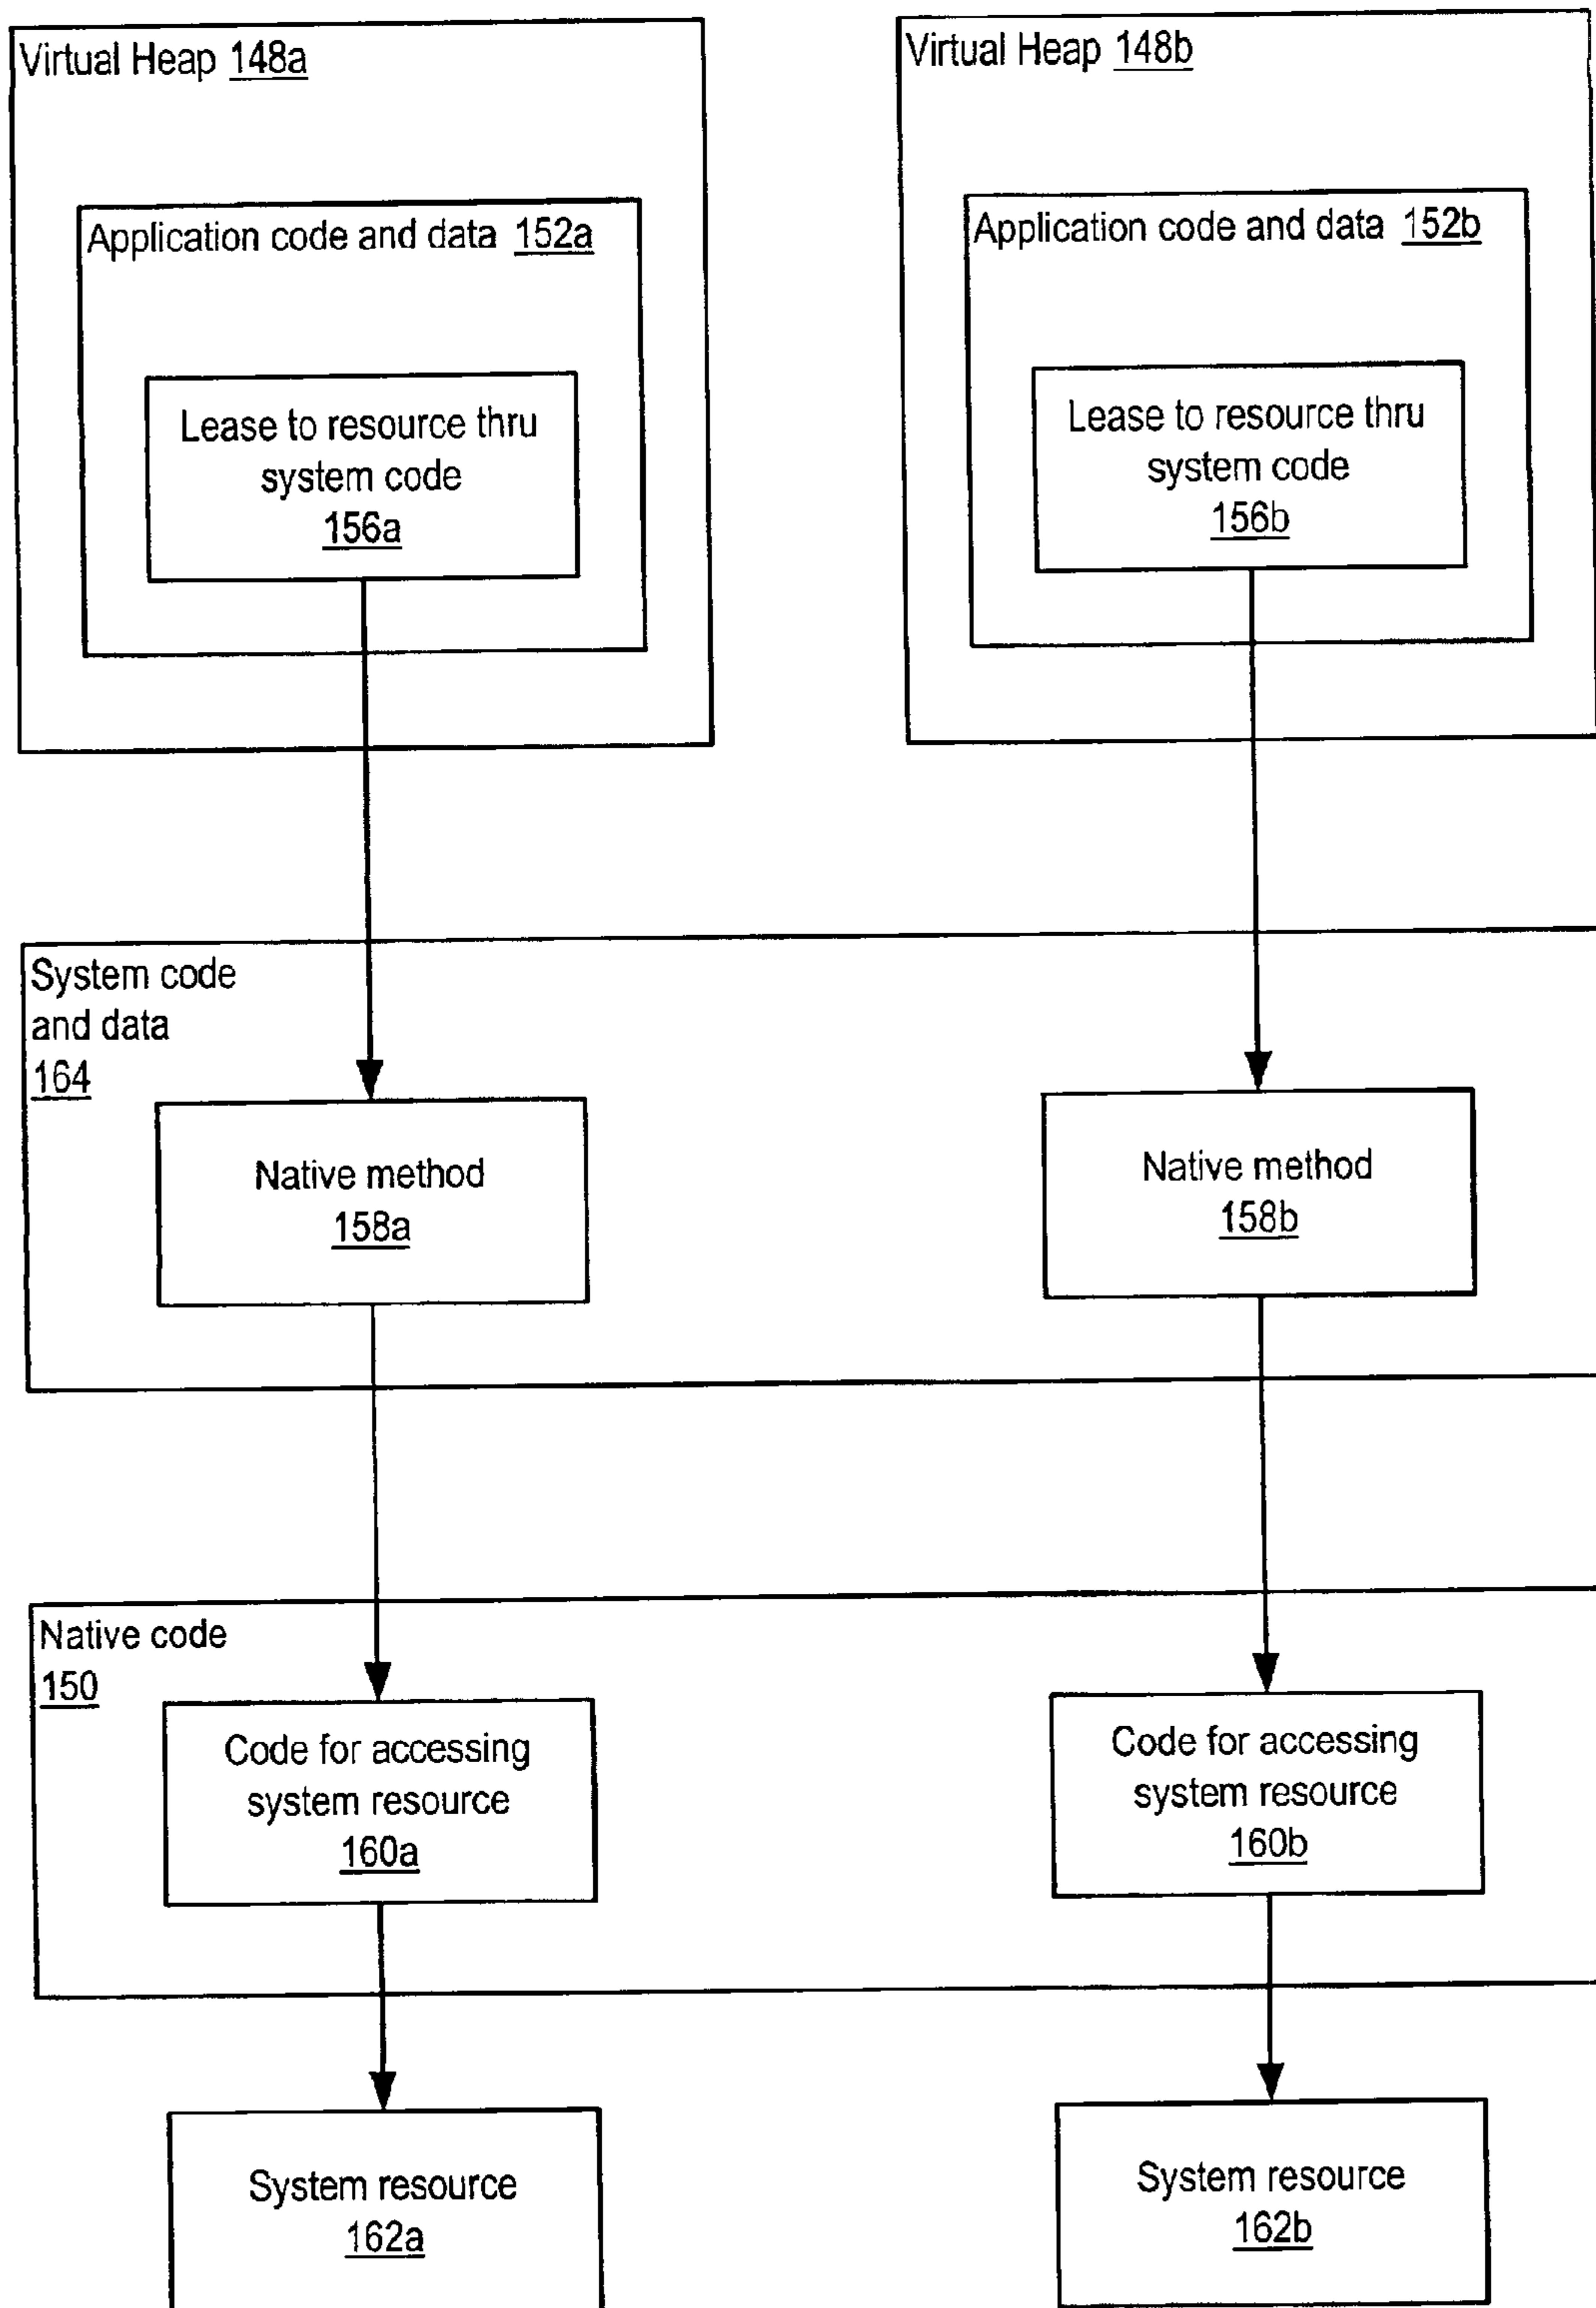 Virtual Heap 148a
Application code and data 152a
Lease to resource thru
system code
156a
Virtual Heap 148b
Application code and data 152b
Lease to resource thru
system code
156b
System code
and data
164
Native method
158a
Native method
158b
Native code
150
Code for accessing
system resource
160a
Code for accessing
system resource
160b
System resource
162a
System resource
162b